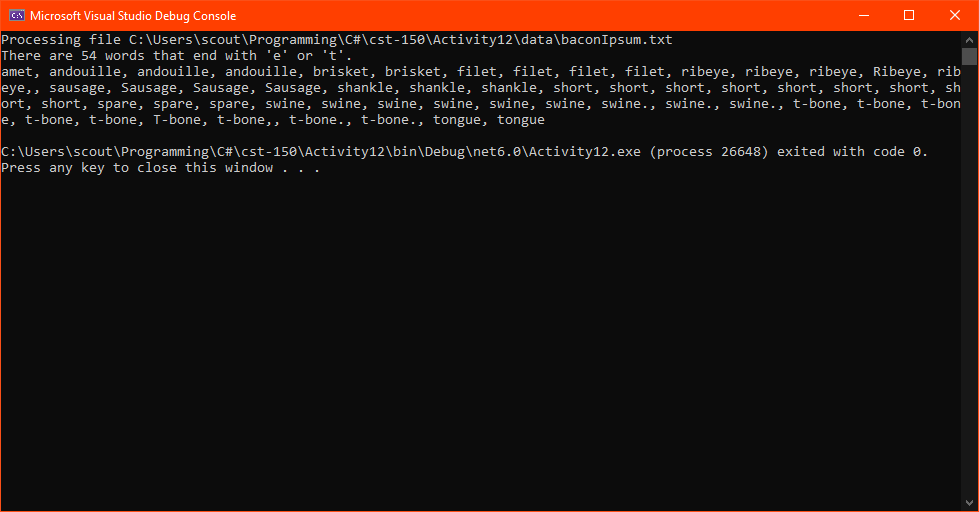 Microsoft Visual Studio Debug Console
Processing file C:\Users\scout\Programming\C#\cst-150\Activity12\data\baconIpsum.txt
There are 54 words that end with 'e' or 't'.
amet, andouille, andouille, andouille, brisket, brisket, filet, filet, filet, filet, ribeye, ribeye, ribeye, Ribeye, rib
eye,, sausage, Sausage, Sausage, Sausage, shankle, shankle, shankle, short, short, short, short, short, short, short, sh
ort, short, spare, spare, spare, swine, swine, swine, swine, swine, swine, swine., swine., swine., t-bone, t-bone, t-bon
e, t-bone, t-bone, T-bone, t-bone,, t-bone., t-bone., tongue, tongue
C:\Users\scout\Programming\C#\cst-150\Activity12\bin\Debug\net6.0\Activity12.exe (process 26648) exited with code 0.
Press any key to close this window . . .